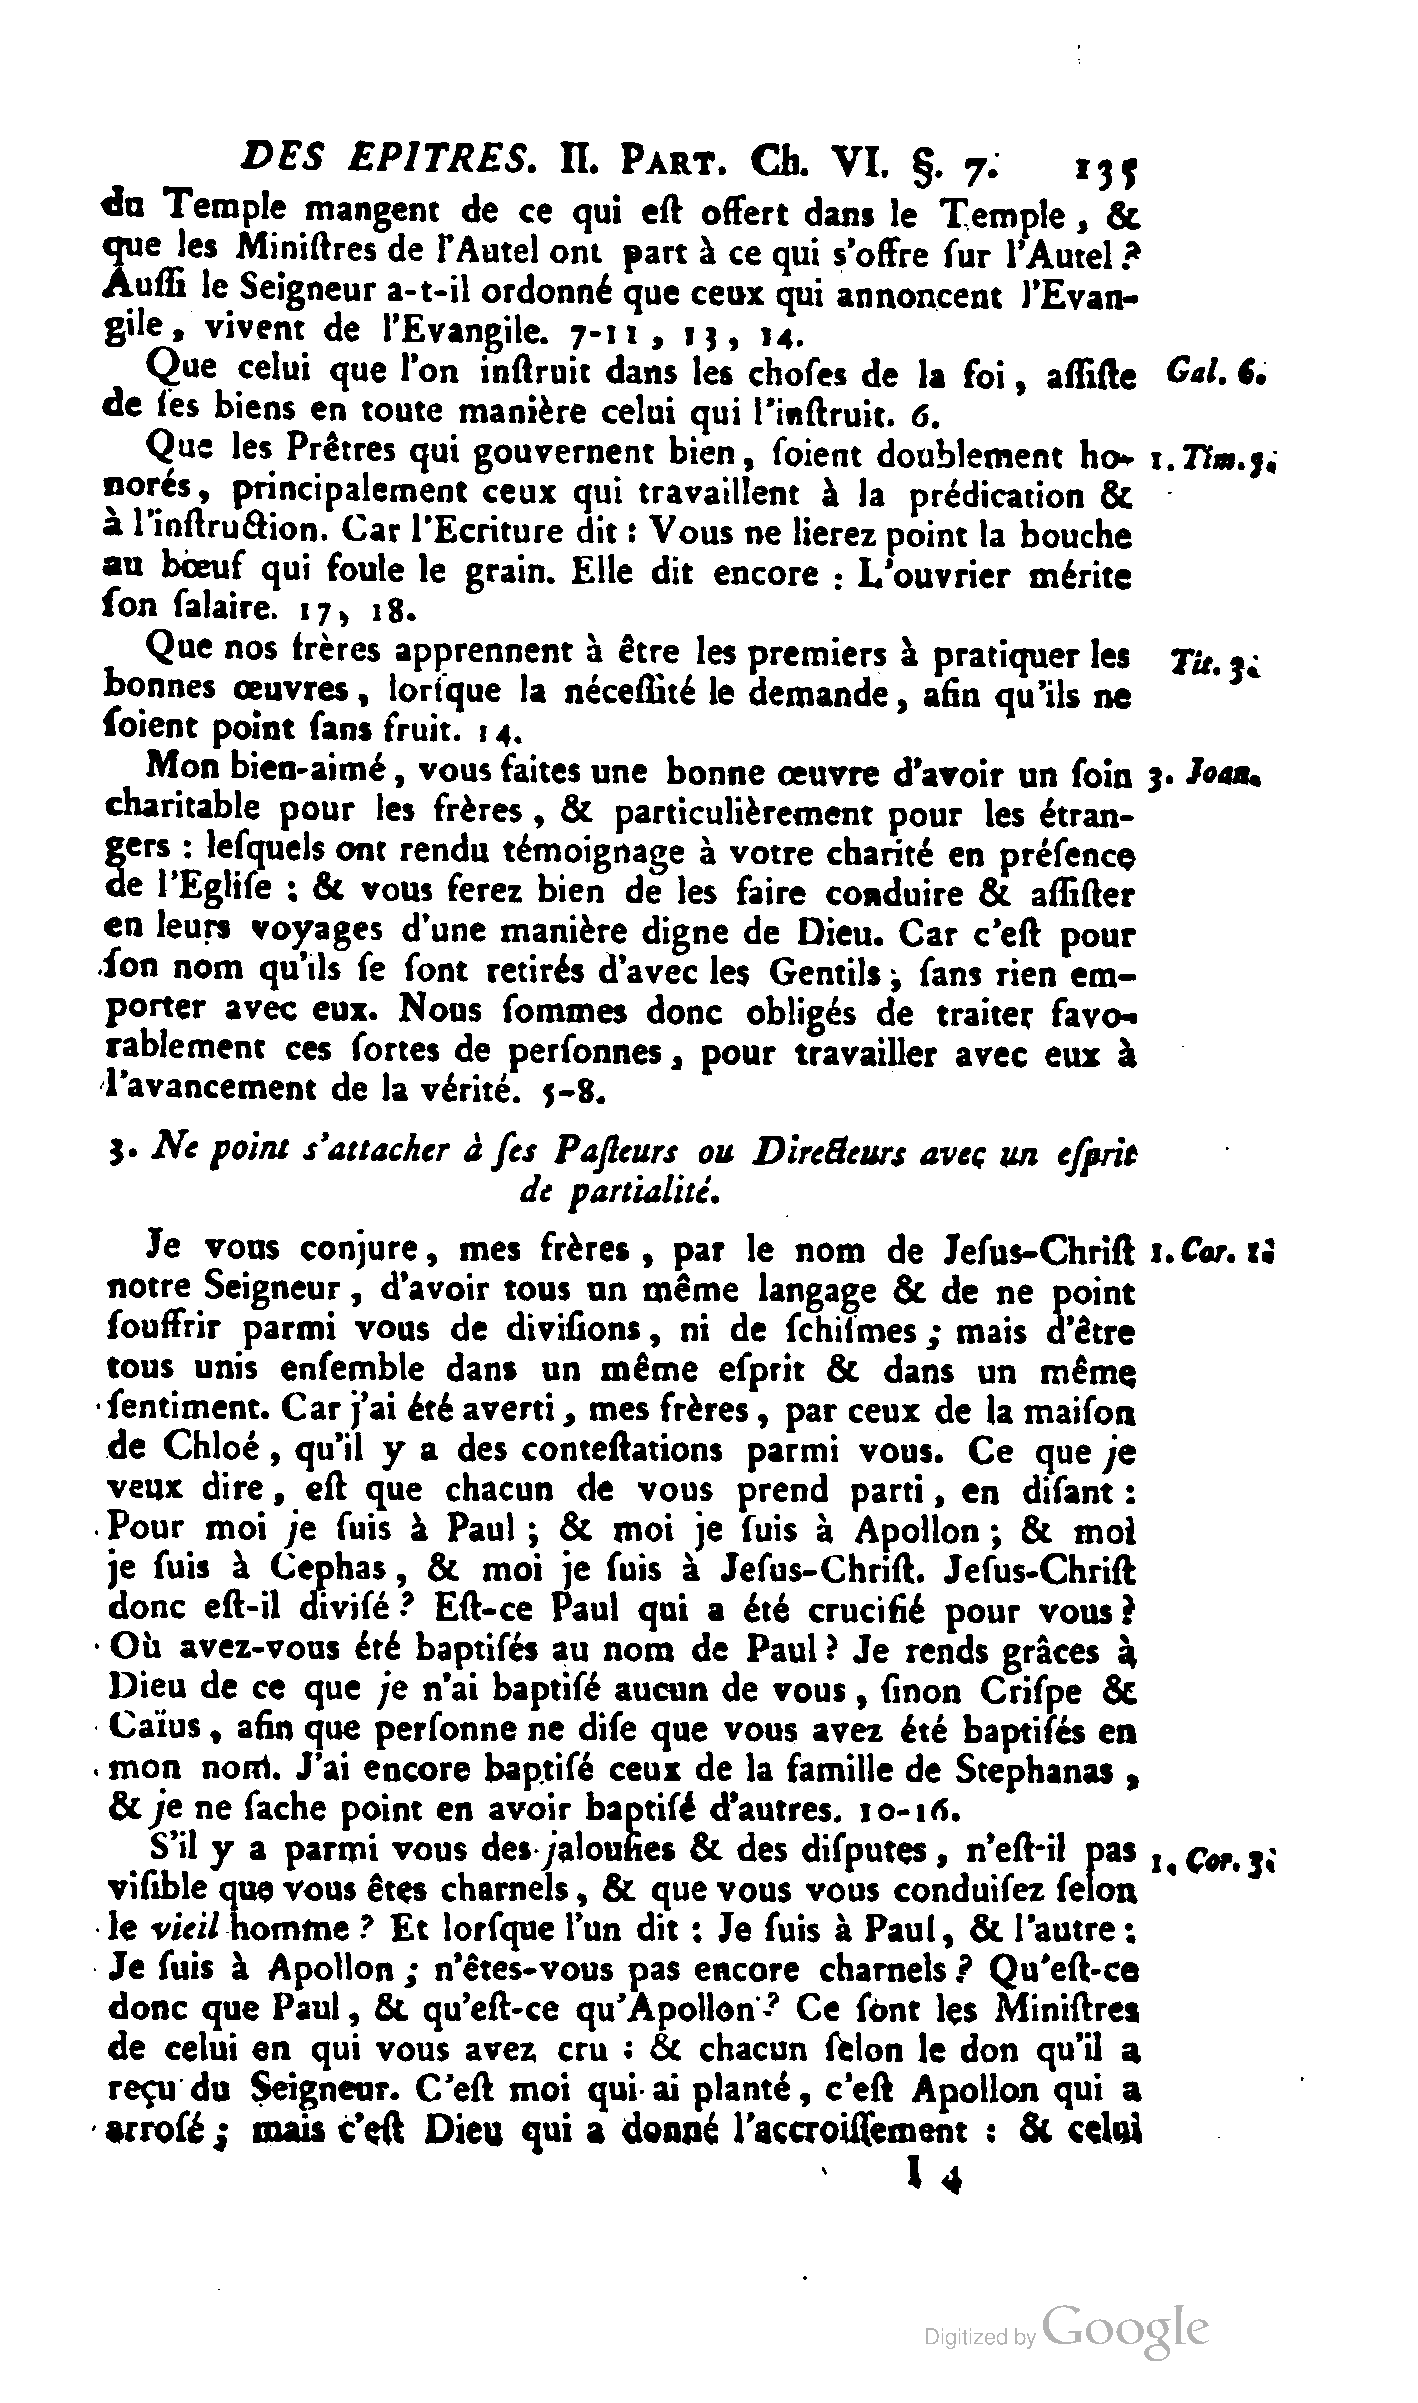 DES EPITRES. II. PART. Ch. VI. §. 7. 135
du Temple mangent de ce qui eſt offert dans le Temple, &
que les Miniſtres de l'Autel ont part à ce qui s'offre ſur l'Autel?
Auſſi le Seigneur a-t-il ordonné que ceux qui annoncent l'Evan-
gile, vivent de l'Evangile. 7-11, 13, 14.
Que celui que l'on inſtruit dans les choſes de la foi, aſſiſte Gal. 6.
de ſes biens en toute manière celui qui l'inſtruit. 6.
Que les Prêtres qui gouvernent bien, ſoient doublement ho- 1. Tim. 5.
norés, principalement ceux qui travaillent à la prédication &
à l'inſtruction. Car l'Ecriture dit : Vous ne lierez point la bouche
au bœuf qui foule le grain. Elle dit encore : L'ouvrier mérite
ſon ſalaire. 17, 18.
Que nos frères apprennent à être les premiers à pratiquer les Tit. 3.
bonnes œuvres, lorſque la néceſſité le demande, afin qu'ils ne
ſoient point ſans fruit. 14.
Mon bien-aimé, vous faites une bonne œuvre d'avoir un ſoin 3. Joan.
charitable pour les frères, & particulièrement pour les étran-
gers : leſquels ont rendu témoignage à votre charité en préſence
de l'Egliſe : & vous ferez bien de les faire conduire & aſſiſter
en leurs voyages d'une manière digne de Dieu. Car c'eſt pour
ſon nom qu'ils ſe ſont retirés d'avec les Gentils, ſans rien em-
porter avec eux. Nous ſommes donc obligés de traiter favo-
rablement ces ſortes de perſonnes, pour travailler avec eux à
l'avancement de la vérité. 5-8.
3. Ne point s'attacher à ſes Paſteurs ou Directeurs avec un eſprit
de partialité.
Je vous conjure, mes frères, par le nom de Jeſus-Chriſt 1. Cor. 1.
notre Seigneur, d'avoir tous un même langage & de ne point
ſouffrir parmi vous de diviſions, ni de ſchiſmes ; mais d'être
tous unis enſemble dans un même eſprit & dans un même
ſentiment. Car j'ai été averti, mes frères, par ceux de la maiſon
de Chloé, qu'il y a des conteſtations parmi vous. Ce que je
veux dire, eſt que chacun de vous prend parti, en diſant :
Pour moi je ſuis à Paul ; & moi je ſuis à Apollon ; & moi
je ſuis à Cephas, & moi je ſuis à Jeſus-Chriſt. Jeſus-Chriſt
donc eſt-il diviſé ? Eſt-ce Paul qui a été crucifié pour vous ?
Où avez-vous été baptiſés au nom de Paul ? Je rends grâces à
Dieu de ce que je n'ai baptiſé aucun de vous, ſinon Criſpe &
Caïus, afin que perſonne ne diſe que vous avez été baptiſés en
mon nom. J'ai encore baptiſé ceux de la famille de Stephanas,
& je ne ſache point en avoir baptiſé d'autres. 10-16.
S'il y a parmi vous des jalouſies & des diſputes, n'eſt-il pas 1. Cor. 3.
viſible que vous êtes charnels, & que vous vous conduiſez ſelon
le vieil homme ? Et lorſque l'un dit : Je ſuis à Paul, & l'autre :
Je ſuis à Apollon ; n'êtes-vous pas encore charnels ? Qu'eſt-ce
donc que Paul, & qu'eſt-ce qu'Apollon ? Ce ſont les Miniſtres
de celui en qui vous avez cru : & chacun ſelon le don qu'il a
reçu du Seigneur. C'eſt moi qui ai planté, c'eſt Apollon qui a
arroſé ; mais c'eſt Dieu qui a donné l'accroiſſement : & celui
I 4
Digitized by Google